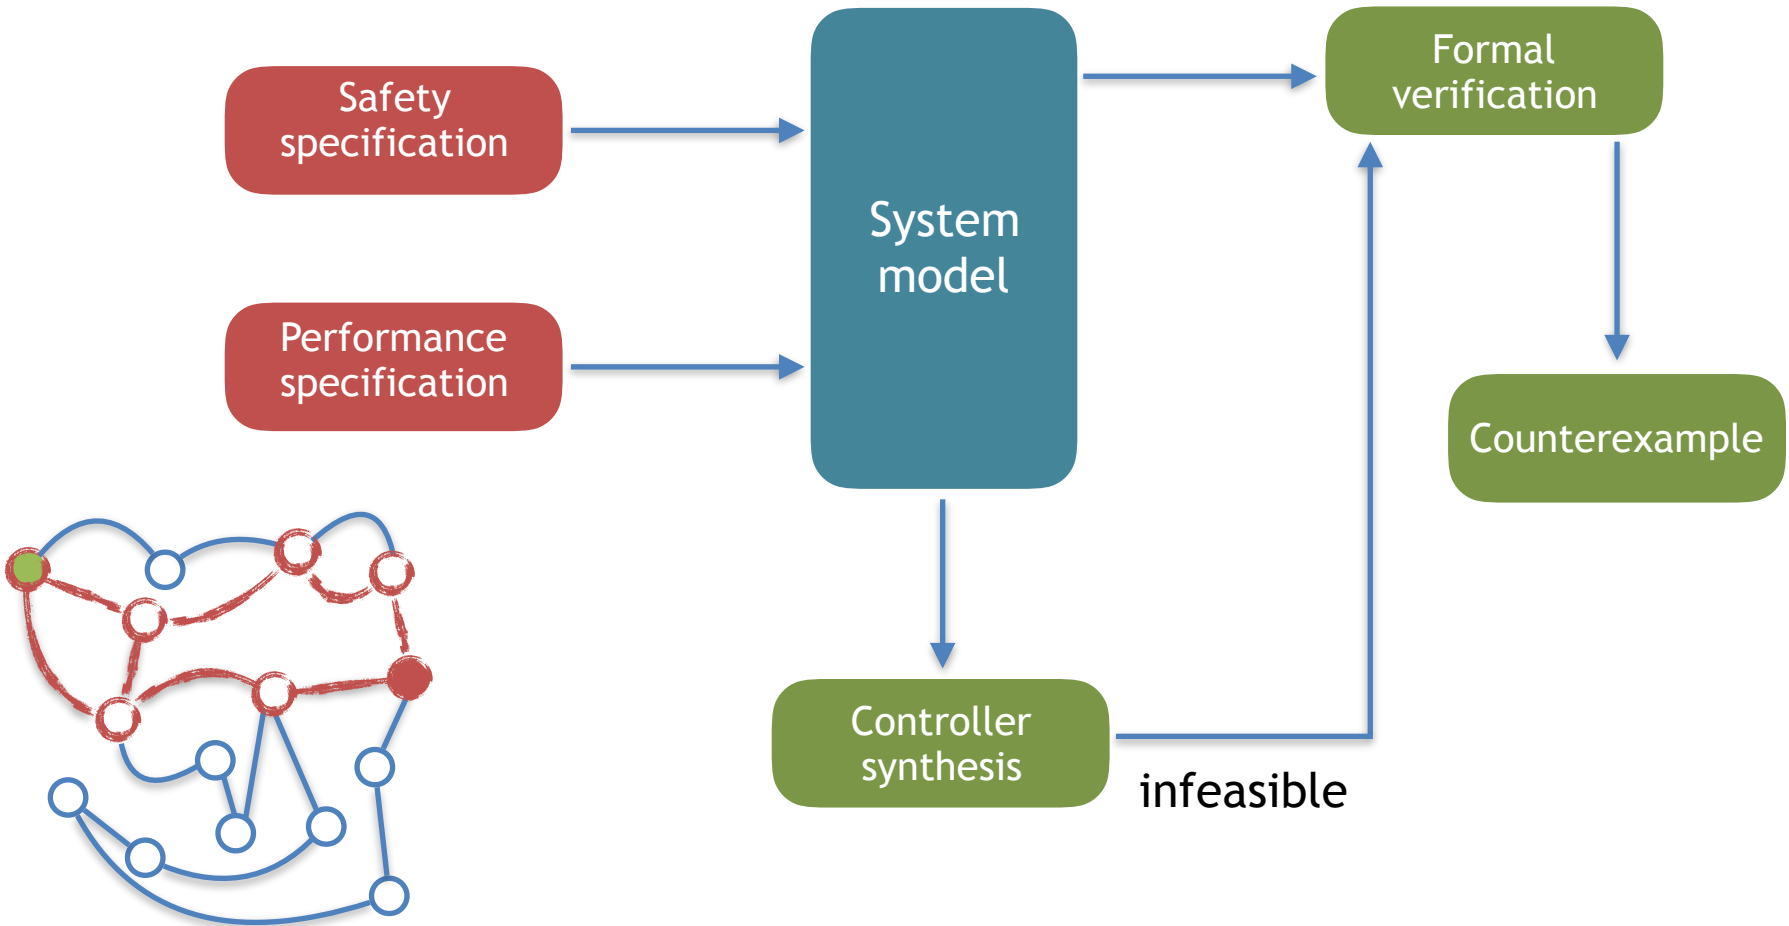 Safety
specification
Performance
specification
System
model
Formal
verification
Counterexample
Controller
synthesis
infeasible